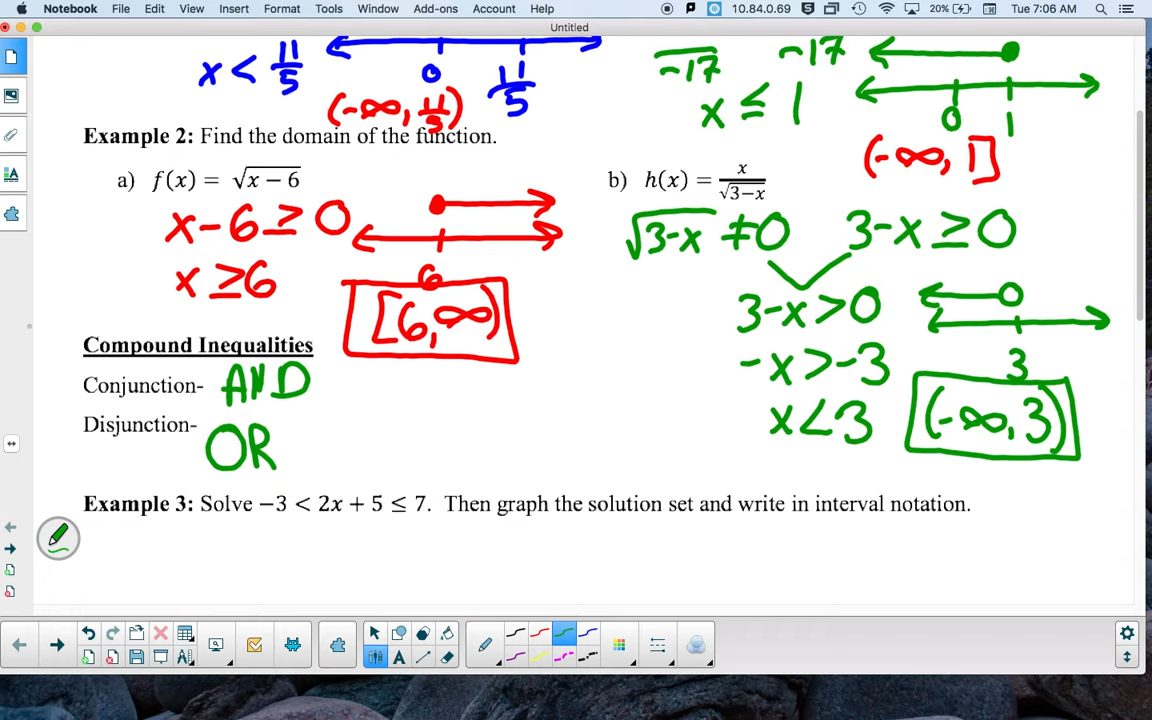 Notebook File Edit View Insert Format Tools Window Add-ons Account Help 10.84.0.69 20% Tue 7:06 AM
Untitled
x < 11/5
0 11/5
(-∞, 11/5)
-17 -17
x ≤ 1
0 1
(-∞, 1]
Example 2: Find the domain of the function.
a) f(x) = √(x − 6)
x-6 ≥ 0
x ≥ 6
6
[6, ∞)
b) h(x) = x/√(3−x)
√(3-x) ≠ 0 3-x ≥ 0
3-x > 0
-x > -3
3
x < 3
(-∞, 3)
Compound Inequalities
Conjunction- AND
Disjunction- OR
Example 3: Solve −3 < 2x + 5 ≤ 7. Then graph the solution set and write in interval notation.